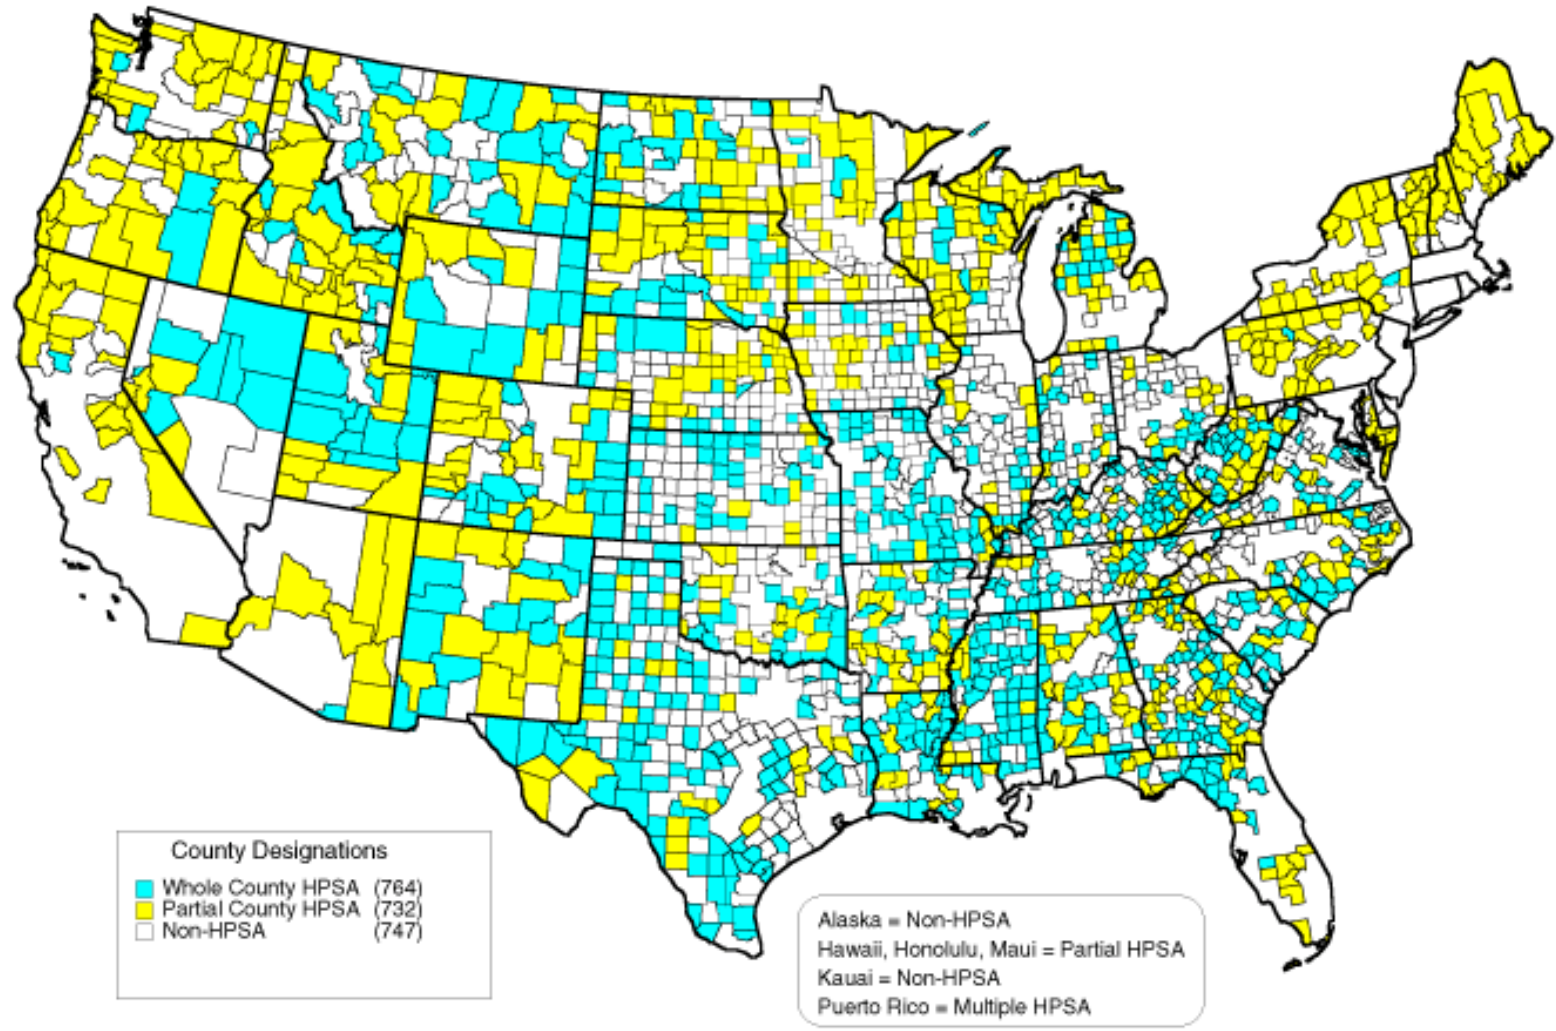 County Designations
Whole County HPSA (764)
Partial County HPSA (732)
Non-HPSA (747)
Alaska = Non-HPSA
Hawaii, Honolulu, Maui = Partial HPSA
Kauai = Non-HPSA
Puerto Rico = Multiple HPSA